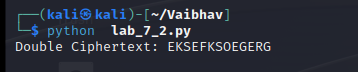 ┌──(kali㉿kali)-[~/Vaibhav]
└─$ python lab_7_2.py
Double Ciphertext: EKSEFKSOEGERG